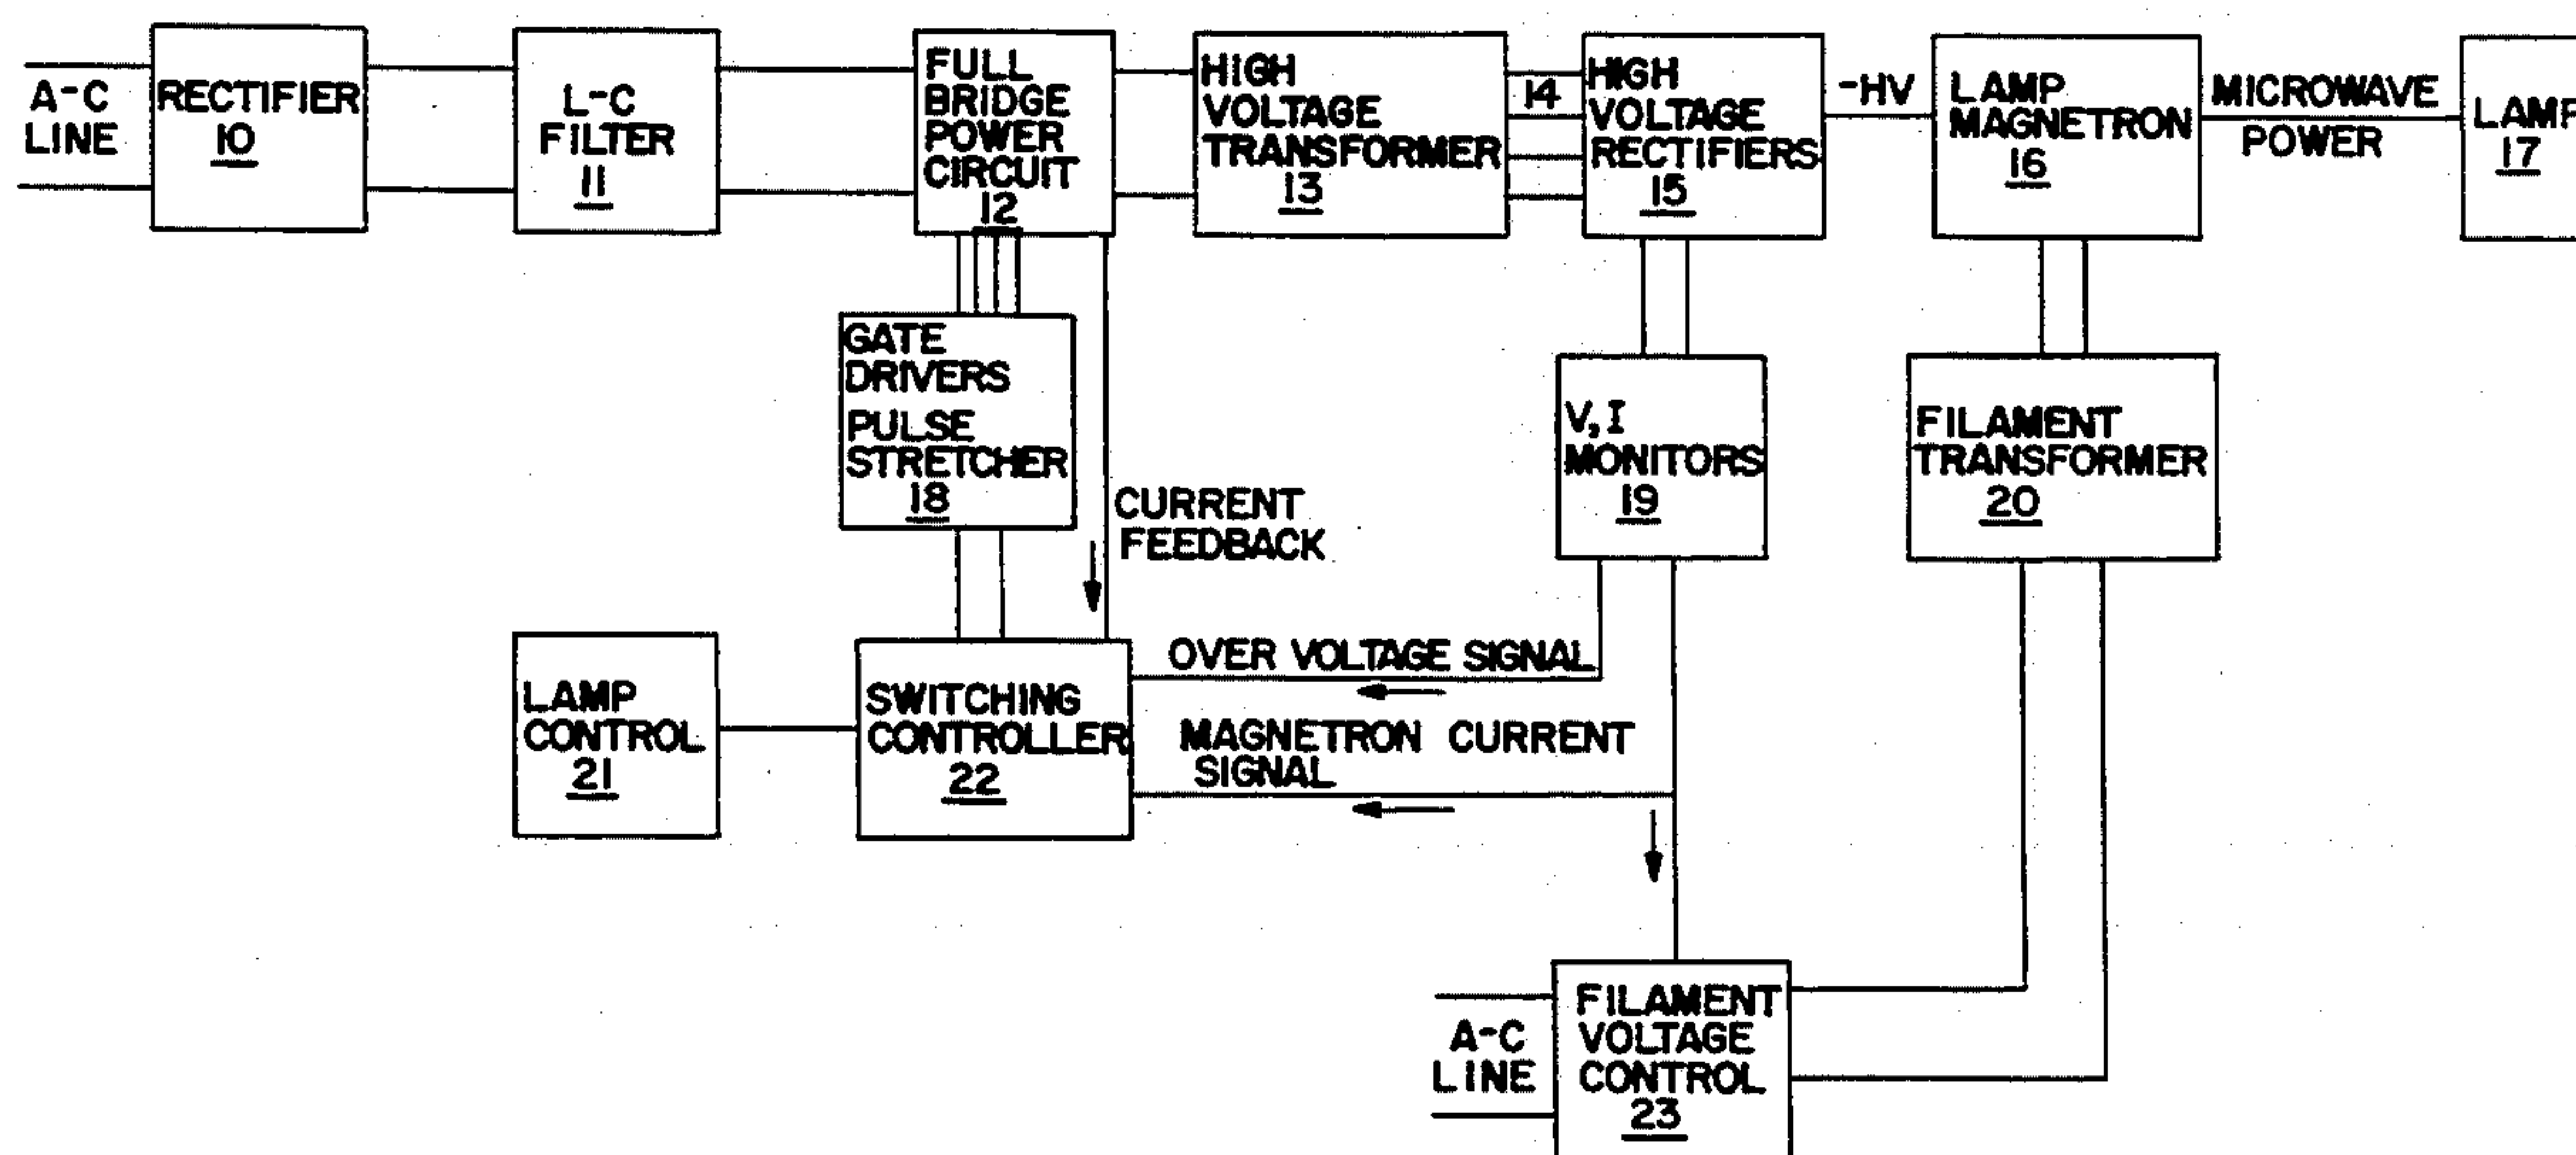 A-C
LINE
RECTIFIER
10
L-C
FILTER
11
FULL
BRIDGE
POWER
CIRCUIT
12
HIGH
VOLTAGE
TRANSFORMER
13
14
HIGH
VOLTAGE
RECTIFIERS
15
-HV
LAMP
MAGNETRON
16
MICROWAVE
POWER
LAMP
17
GATE
DRIVERS
PULSE
STRETCHER
18
CURRENT
FEEDBACK
V, I
MONITORS
19
FILAMENT
TRANSFORMER
20
LAMP
CONTROL
21
SWITCHING
CONTROLLER
22
OVER VOLTAGE SIGNAL
MAGNETRON CURRENT
SIGNAL
A-C
LINE
FILAMENT
VOLTAGE
CONTROL
23